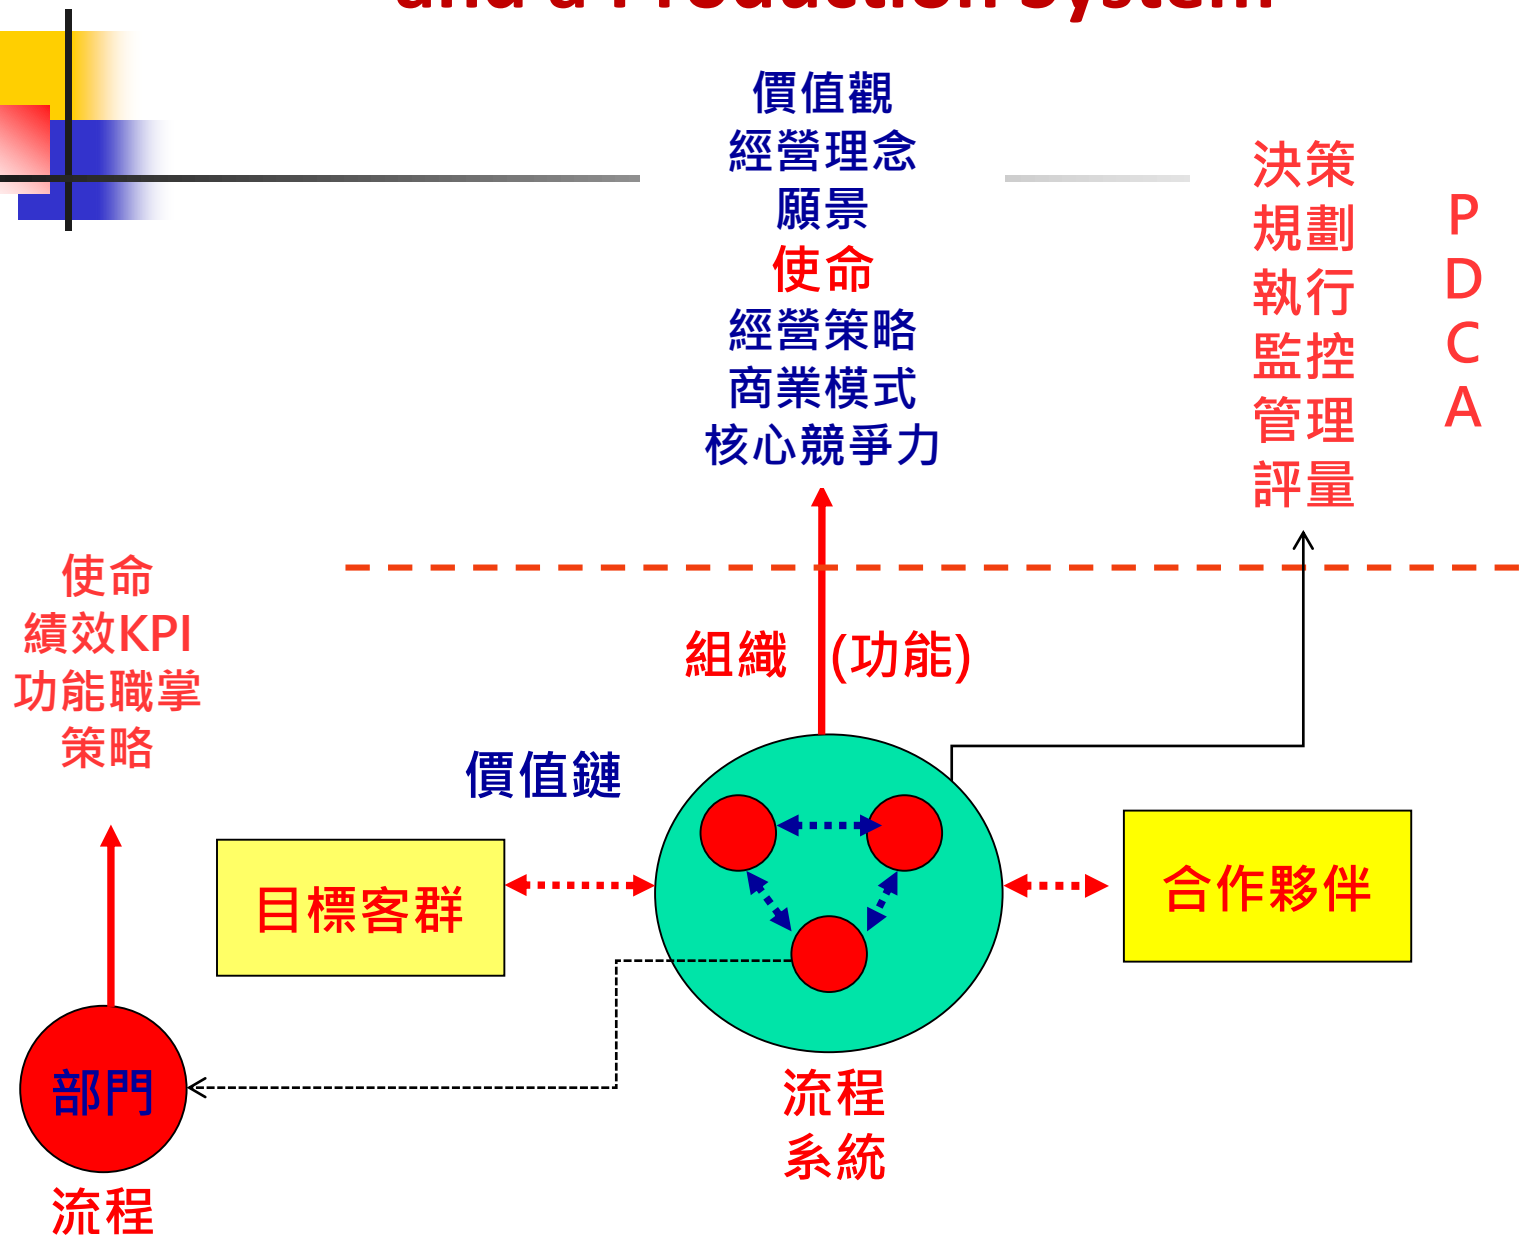 and a Production System
價值觀
經營理念
願景
使命
經營策略
商業模式
核心競爭力
決策
規劃
執行
監控
管理
評量
P
D
C
A
使命
績效KPI
功能職掌
策略
組織 (功能)
價值鏈
目標客群
合作夥伴
部門
流程
流程
系統